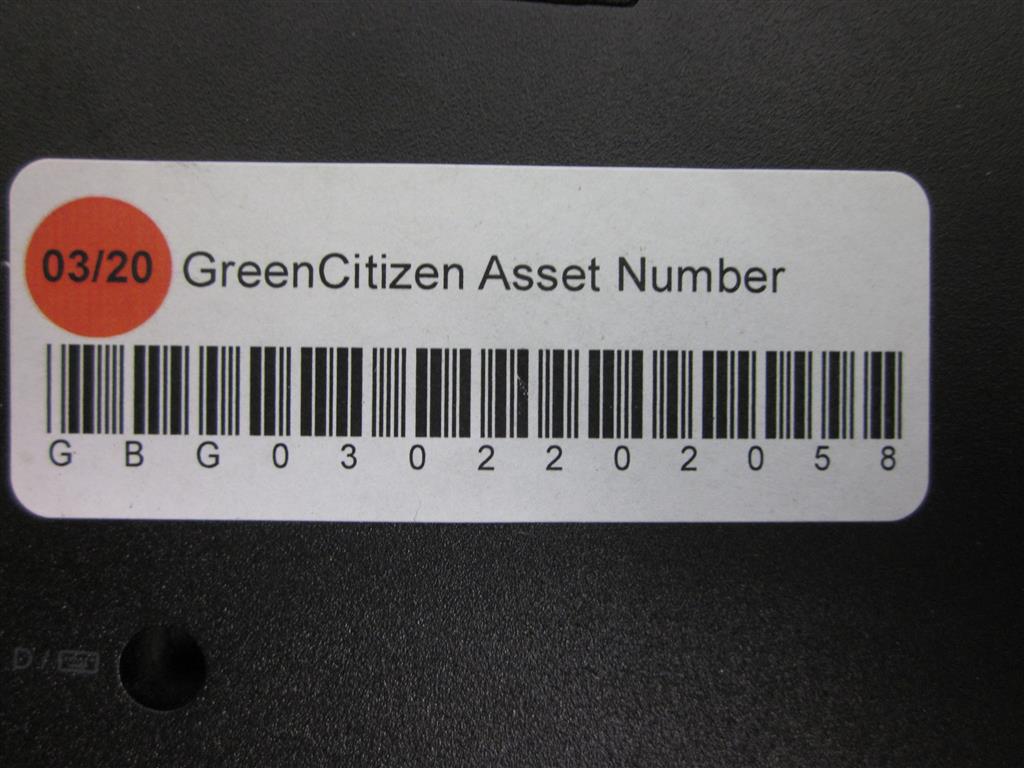 03/20 GreenCitizen Asset Number
G B G 0 3 0 2 2 0 2 0 5 8
D /